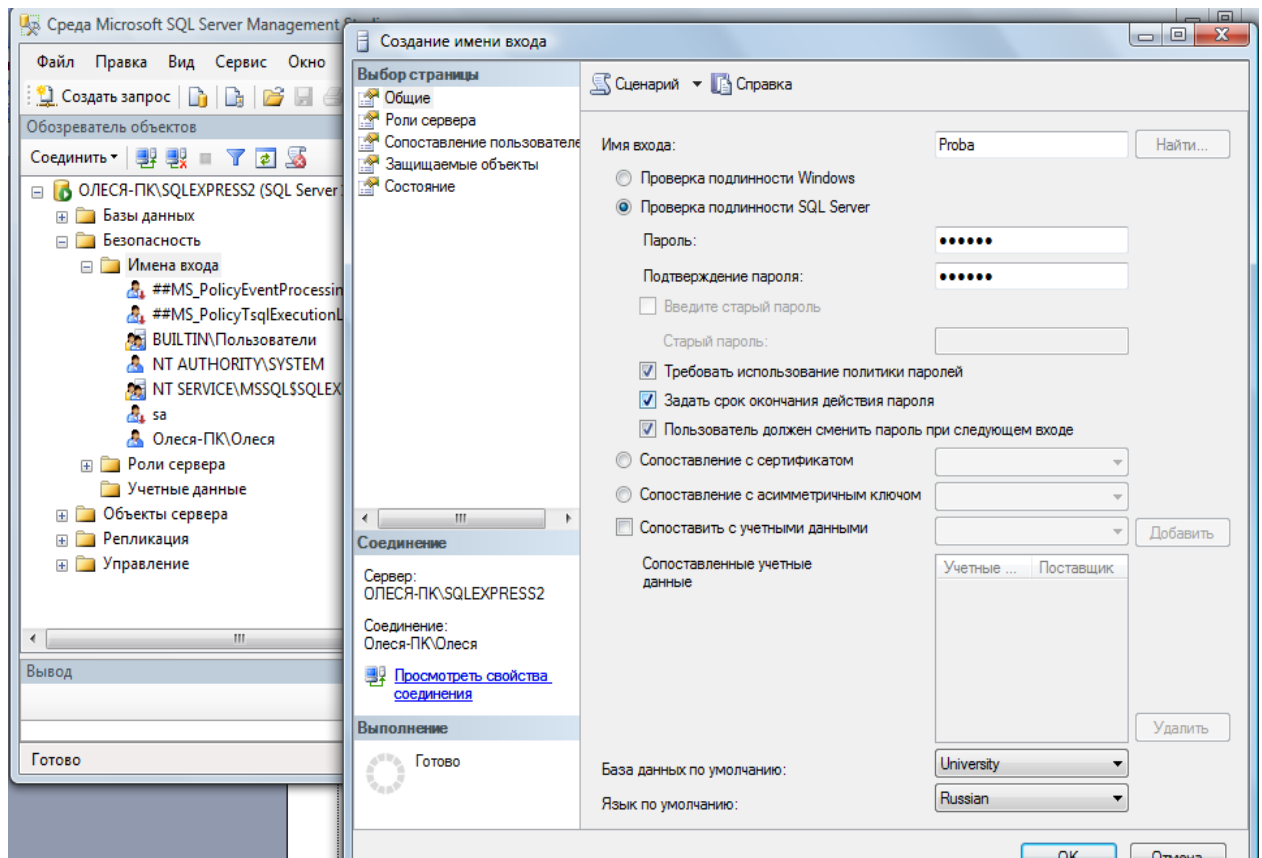 Среда Microsoft SQL Server Management
Файл Правка Вид Сервис Окно
Создать запрос
Обозреватель объектов
Соединить
ОЛЕСЯ-ПК\SQLEXPRESS2 (SQL Server
Базы данных
Безопасность
Имена входа
##MS_PolicyEventProcessin
##MS_PolicyTsqlExecutionL
BUILTIN\Пользователи
NT AUTHORITY\SYSTEM
NT SERVICE\MSSQL$SQLEX
sa
Олеся-ПК\Олеся
Роли сервера
Учетные данные
Объекты сервера
Репликация
Управление
Вывод
Готово
Создание имени входа
Выбор страницы
Общие
Роли сервера
Сопоставление пользователе
Защищаемые объекты
Состояние
Соединение
Сервер:
ОЛЕСЯ-ПК\SQLEXPRESS2
Соединение:
Олеся-ПК\Олеся
Просмотреть свойства
соединения
Выполнение
Готово
Сценарий Справка
Имя входа: Proba Найти...
Проверка подлинности Windows
Проверка подлинности SQL Server
Пароль: ••••••
Подтверждение пароля: ••••••
Введите старый пароль
Старый пароль:
Требовать использование политики паролей
Задать срок окончания действия пароля
Пользователь должен сменить пароль при следующем входе
Сопоставление с сертификатом
Сопоставление с асимметричным ключом
Сопоставить с учетными данными Добавить
Сопоставленные учетные
данные
Учетные ... Поставщик
Удалить
База данных по умолчанию: University
Язык по умолчанию: Russian
OK Отмена